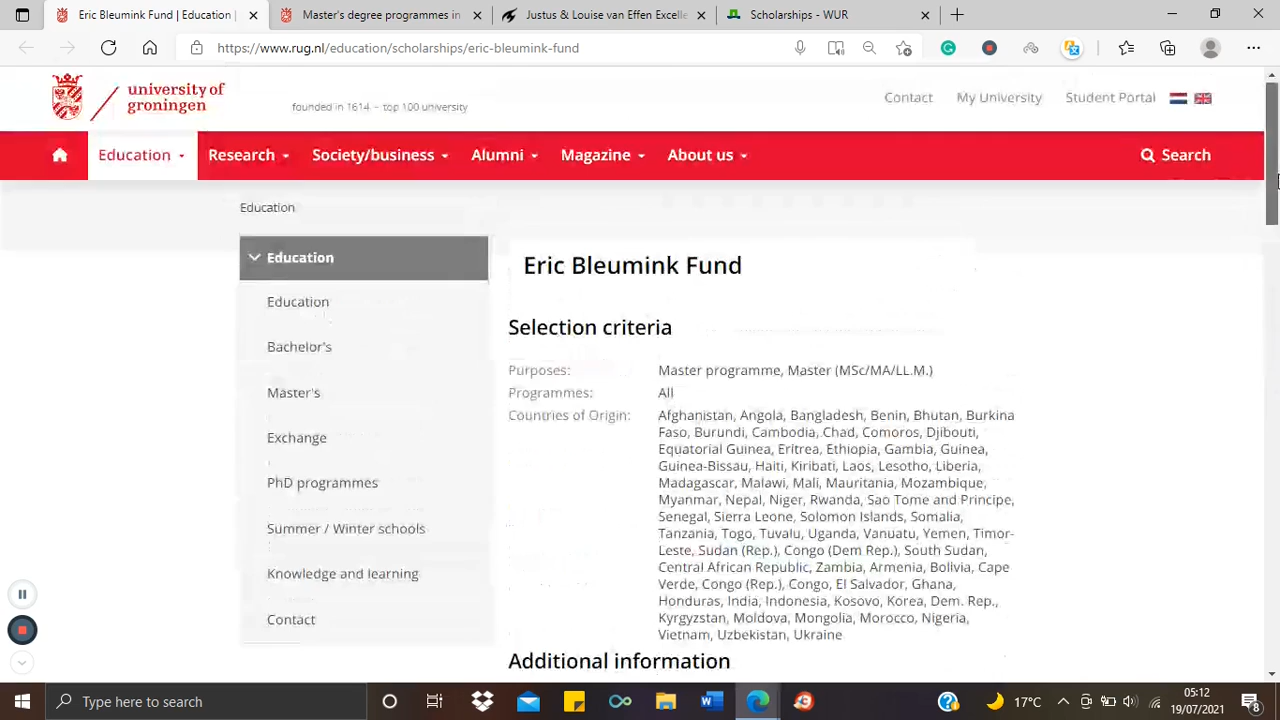 Eric Bleumink Fund | Education |
Master's degree programmes in
Justus & Louise van Effen Excelle
Scholarships - WUR
https://www.rug.nl/education/scholarships/eric-bleumink-fund
university of
groningen
founded in 1614 - top 100 university
Contact My University Student Portal
Education Research Society/business Alumni Magazine About us Search
Education
Education
Education
Bachelor's
Master's
Exchange
PhD programmes
Summer / Winter schools
Knowledge and learning
Contact
Eric Bleumink Fund
Selection criteria
Purposes: Master programme, Master (MSc/MA/LL.M.)
Programmes: All
Countries of Origin: Afghanistan, Angola, Bangladesh, Benin, Bhutan, Burkina
Faso, Burundi, Cambodia, Chad, Comoros, Djibouti,
Equatorial Guinea, Eritrea, Ethiopia, Gambia, Guinea,
Guinea-Bissau, Haiti, Kiribati, Laos, Lesotho, Liberia,
Madagascar, Malawi, Mali, Mauritania, Mozambique,
Myanmar, Nepal, Niger, Rwanda, Sao Tome and Principe,
Senegal, Sierra Leone, Solomon Islands, Somalia,
Tanzania, Togo, Tuvalu, Uganda, Vanuatu, Yemen, Timor-
Leste, Sudan (Rep.), Congo (Dem Rep.), South Sudan,
Central African Republic, Zambia, Armenia, Bolivia, Cape
Verde, Congo (Rep.), Congo, El Salvador, Ghana,
Honduras, India, Indonesia, Kosovo, Korea, Dem. Rep.,
Kyrgyzstan, Moldova, Mongolia, Morocco, Nigeria,
Vietnam, Uzbekistan, Ukraine
Additional information
Type here to search
17°C
05:12
19/07/2021
8